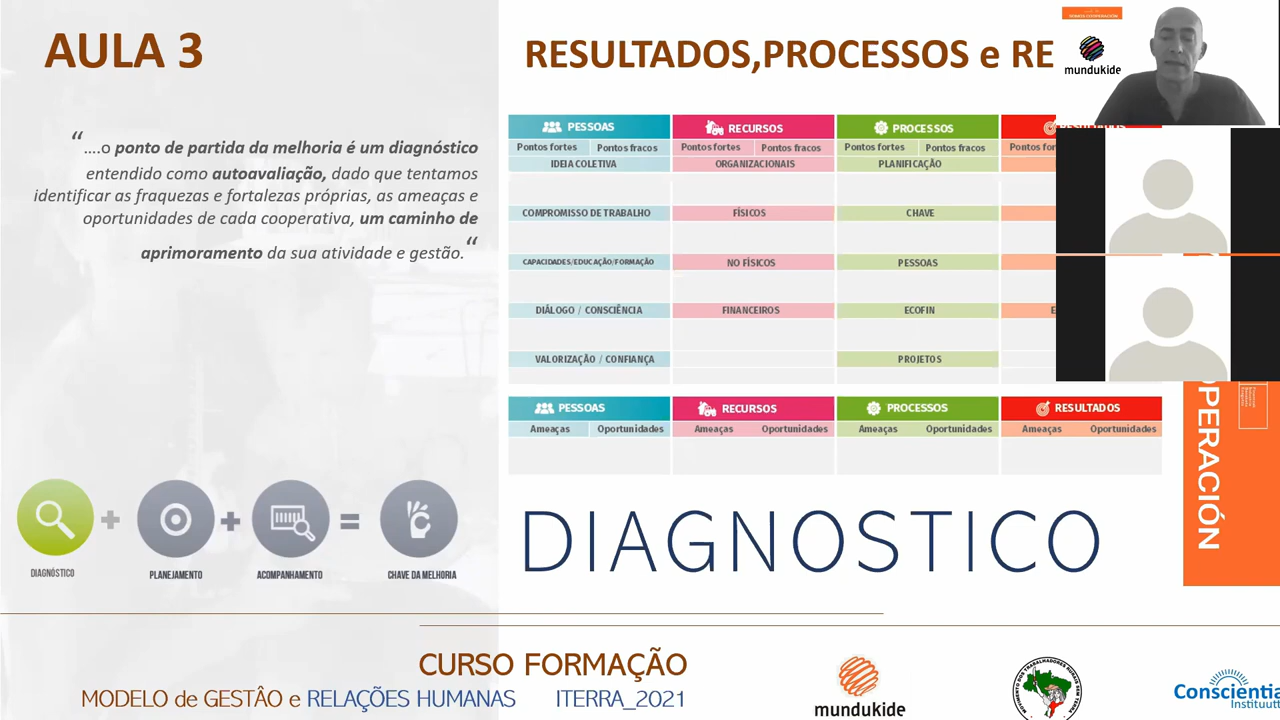 AULA 3
RESULTADOS,PROCESSOS e RE
mundukide
“
....o ponto de partida da melhoria é um diagnóstico
entendido como autoavaliação, dado que tentamos
identificar as fraquezas e fortalezas próprias, as ameaças e
oportunidades de cada cooperativa, um caminho de
aprimoramento da sua atividade e gestão.“
PESSOAS RECURSOS PROCESSOS
Pontos fortes Pontos fracos Pontos fortes Pontos fracos Pontos fortes Pontos fracos
IDEIA COLETIVA ORGANIZACIONAIS PLANIFICAÇÃO
COMPROMISSO DE TRABALHO FÍSICOS CHAVE
CAPACIDADES/EDUCAÇÃO/FORMAÇÃO NO FÍSICOS PESSOAS
DIÁLOGO / CONSCIÊNCIA FINANCEIROS ECOFIN
VALORIZAÇÃO / CONFIANÇA PROJETOS
PESSOAS RECURSOS PROCESSOS RESULTADOS
Ameaças Oportunidades Ameaças Oportunidades Ameaças Oportunidades Ameaças Oportunidades
PERACIÓN
DIAGNOSTICO
+ + =
DIAGNÓSTICO PLANEJAMENTO ACOMPANHAMENTO CHAVE DA MELHORIA
CURSO FORMAÇÃO
MODELO de GESTÂO e RELAÇÕES HUMANAS ITERRA_2021
mundukide
Conscientia
Instituut